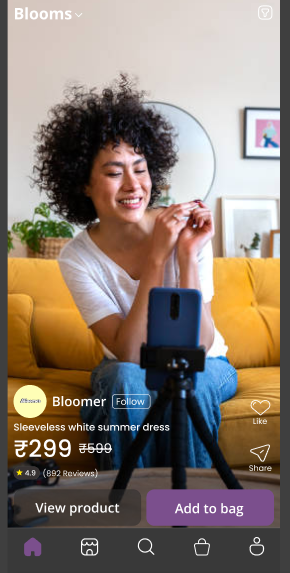 Blooms
Bloomer Follow
Sleeveless white summer dress
₹299 ₹599
4.9 (892 Reviews)
Like
Share
View product
Add to bag